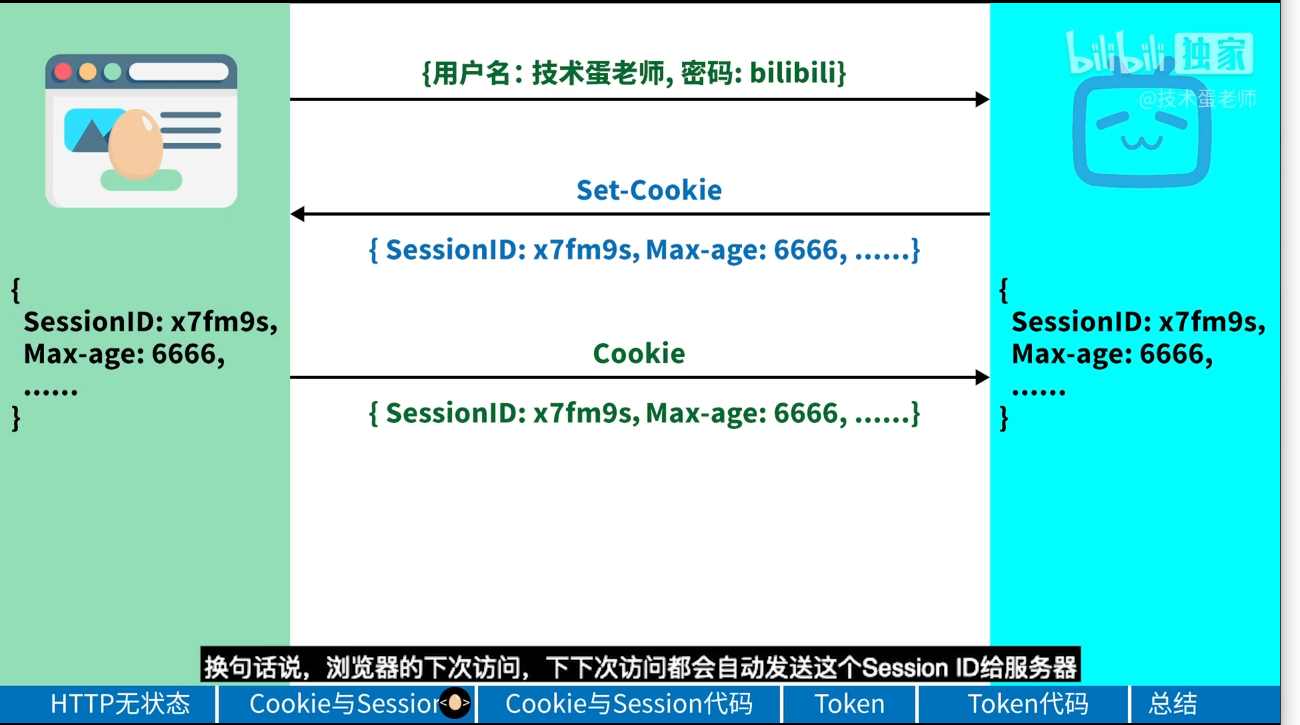 bilibili 独家
@技术蛋老师
{用户名：技术蛋老师, 密码: bilibili}
Set-Cookie
{ SessionID: x7fm9s, Max-age: 6666, ……}
{
SessionID: x7fm9s,
Max-age: 6666,
……
}
Cookie
{ SessionID: x7fm9s, Max-age: 6666, ……}
{
SessionID: x7fm9s,
Max-age: 6666,
……
}
换句话说，浏览器的下次访问，下下次访问都会自动发送这个Session ID给服务器
HTTP无状态
Cookie与Session
Cookie与Session代码
Token
Token代码
总结